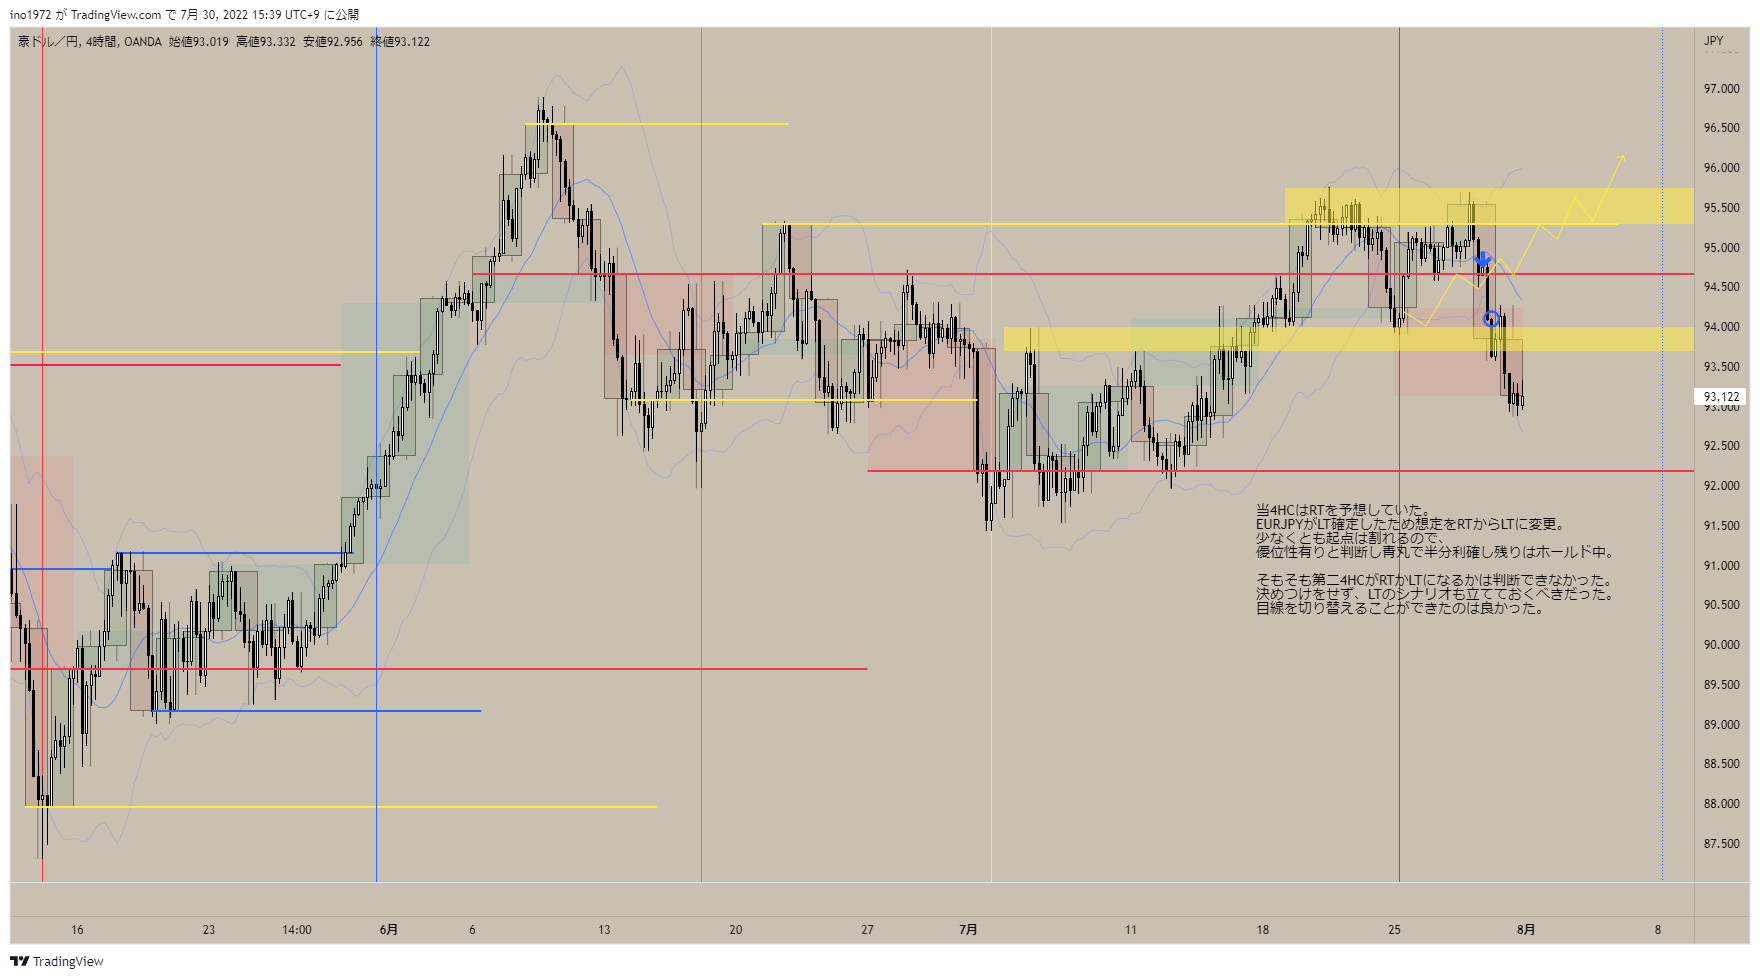 ino1972 が TradingView.com で 7月 30, 2022 15:39 UTC+9 に公開
豪ドル／円, 4時間, OANDA 始値93.019 高値93.332 安値92.956 終値93.122
JPY
97.000
96.500
96.000
95.500
95.000
94.500
94.000
93.500
93.122
93.000
92.500
92.000
91.500
91.000
90.500
90.000
89.500
89.000
88.500
88.000
87.500
当4HCはRTを予想していた。
EURJPYがLT確定したため想定をRTからLTに変更。
少なくとも起点は割れるので、
優位性有りと判断し青丸で半分利確し残りはホールド中。
そもそも第二4HCがRTかLTになるかは判断できなかった。
決めつけをせず、LTのシナリオも立てておくべきだった。
目線を切り替えることができたのは良かった。
16 23 14:00 6月 6 13 20 27 7月 11 18 25 8月 8
TradingView